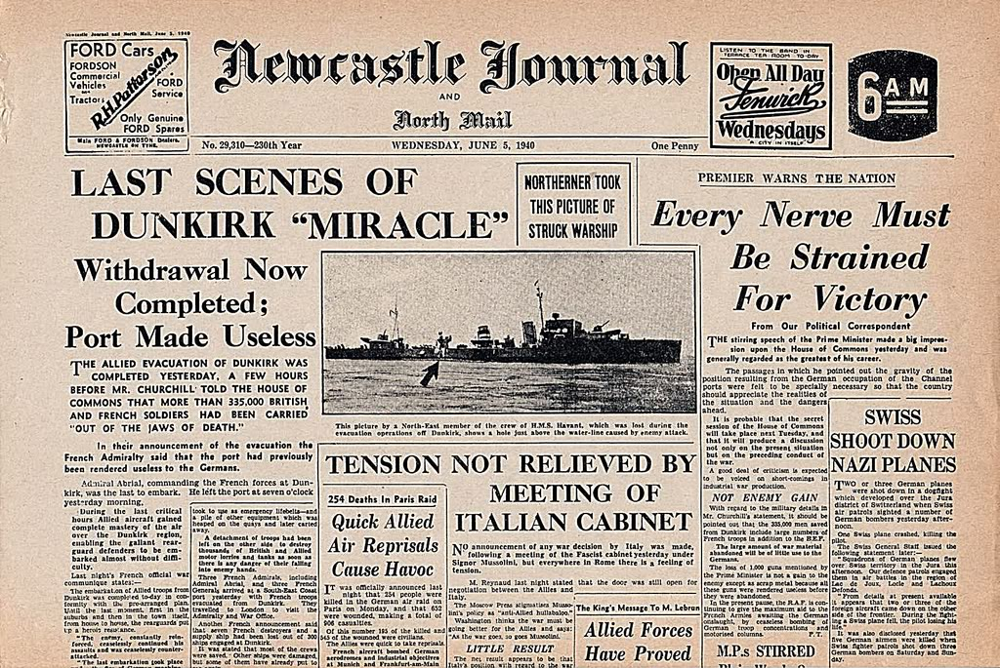 Newcastle Journal and North Mail, June 5, 1940
FORD Cars
FORDSON
Commercial
Vehicles
Tractors
R.H. Patterson
FORD
Service
Only Genuine
FORD Spares
Main FORD & FORDSON Dealers,
NEWCASTLE ON TYNE.
Newcastle Journal
AND
North Mail
LISTEN TO THE BAND IN
TERRACE TEA ROOM TO-DAY
Open All Day
Fenwick
Wednesdays
"A CITY IN ITSELF"
6 AM
No. 29,310—230th Year
WEDNESDAY, JUNE 5, 1940
One Penny
LAST SCENES OF
DUNKIRK "MIRACLE"
Withdrawal Now
Completed;
Port Made Useless
THE ALLIED EVACUATION OF DUNKIRK WAS
COMPLETED YESTERDAY, A FEW HOURS
BEFORE MR. CHURCHILL TOLD THE HOUSE OF
COMMONS THAT MORE THAN 335,000 BRITISH
AND FRENCH SOLDIERS HAD BEEN CARRIED
"OUT OF THE JAWS OF DEATH."
In their announcement of the evacuation the
French Admiralty said that the port had previously
been rendered useless to the Germans.
Admiral Abrial, commanding the French forces at Dun-
kirk, was the last to embark. He left the port at seven o'clock
yesterday morning.
During the last critical
hours Allied aircraft gained
complete mastery of the air
over the Dunkirk region,
enabling the gallant rear-
guard defenders to be em-
barked almost without diffi-
culty.
Last night's French official war
communique states:—
The embarkation of Allied troops from
Dunkirk was completed to-day in con-
formity with the pre-arranged plan.
Until the last moment, first in the
suburbs and then in the town itself,
from house to house, the rearguards put
up a heroic resistance.
"The enemy, constantly rein-
forced, ceaselessly continued his
assaults and was ceaselessly counter-
attacked.
"The last embarkation took place
took to use as emergency lifebelts—and
a pile of other equipment which was
heaped on the quays and later carted
away.
A detachment of troops had been
left on the other side to destroy
thousands of British and Allied
motor lorries and tanks as soon as
there is any danger of their falling
into enemy hands.
Three French Admirals, including
Admiral Abrial, and three French
Generals arrived at a South-East Coast
port yesterday with French troops
evacuated from Dunkirk. They
travelled to London to visit the
Admiralty and War Office.
Another French announcement said
that seven French destroyers and a
supply ship had been lost out of 300
ships engaged at Dunkirk.
It was stated that most of the crews
were saved. Other ships were damaged,
but some of them have already put to
NORTHERNER TOOK
THIS PICTURE OF
STRUCK WARSHIP
This picture by a North-East member of the crew of H.M.S. Havant, which was lost during the
evacuation operations off Dunkirk, shows a hole just above the water-line caused by enemy attack.
TENSION NOT RELIEVED BY
MEETING OF
ITALIAN CABINET
254 Deaths In Paris Raid
Quick Allied
Air Reprisals
Cause Havoc
IT was officially announced last
night that 254 people were
killed in the German air raid on
Paris on Monday, and that 652
were wounded, making a total of
906 casualties.
Of this number 195 of the killed and
545 of the wounded were civilians.
The Allies were quick to take reprisals.
French aircraft bombed German
aerodromes and industrial objectives
at Munich and Frankfurt-am-Main
NO announcement of any war decision by Italy was made,
following a meeting of the Fascist cabinet yesterday under
Signor Mussolini, but everywhere in Rome there is a feeling of
tension.
M. Reynaud last night stated that the door was still open for
negotiation between the Allies and
Italy.
The Moscow Press stigmatises Musso-
lini's policy as "anti-Allied hullabaloo."
Washington thinks the war must be
going better for the Allies and says:
"As the war goes, so goes Mussolini."
LITTLE RESULT
The net result appears to be that
Italy's position with regard to the war
The King's Message To M. Lebrun
Allied Forces
Have Proved
PREMIER WARNS THE NATION
Every Nerve Must
Be Strained
For Victory
From Our Political Correspondent
THE stirring speech of the Prime Minister made a big impres-
sion upon the House of Commons yesterday and was
generally regarded as the greatest of his career.
The passages in which he pointed out the gravity of the
position resulting from the German occupation of the Channel
ports were felt to be specially necessary so that the country
should appreciate the realities of
the situation and the dangers
ahead.
It is probable that the secret
session of the House of Commons
will take place next Tuesday, and
that it will produce a discussion
not only on the present situation
but on the preceding conduct of
the war.
A good deal of criticism is expected
to be voiced on short-comings in
industrial war production.
NOT ENEMY GAIN
With regard to the military details in
Mr. Churchill's statement, it should be
pointed out that the 335,000 men saved
from Dunkirk include large numbers of
French troops in addition to the B.E.F.
The large amount of war material
abandoned will be of little use to the
Germans.
The loss of 1,000 guns mentioned by
the Prime Minister is not a gain to the
enemy except as scrap metal because all
these guns were rendered useless before
they were abandoned.
In the present pause, the R.A.F. is con-
tinuing to give the maximum aid to the
French Armies awaiting the German
onslaught, by ceaseless bombing of
German troop concentrations and
motorised columns. P.T.
M.P.s STIRRED
SWISS
SHOOT DOWN
NAZI PLANES
TWO or three German planes
were shot down in a dogfight
which developed over the Jura
district of Switzerland when Swiss
air patrols sighted a number of
German bombers yesterday after-
noon.
One Swiss plane crashed, killing the
pilot.
The Swiss General Staff issued the
following statement later:—
"Squadrons of German planes flew
over Swiss territory in the Jura this
afternoon. Our defence patrols engaged
them in air battles in the region of
Lac de Joux, Locle and Lachaux
Defonds.
"From details at present available
it appears that two or three of the
foreign aircraft came down on the other
side of the frontier. During the fight-
ing a Swiss plane fell, the pilot losing his
life."
It was also disclosed yesterday that
five German airmen were killed when
Swiss fighter patrols shot down three
German bombers on Saturday and Sun-
day.